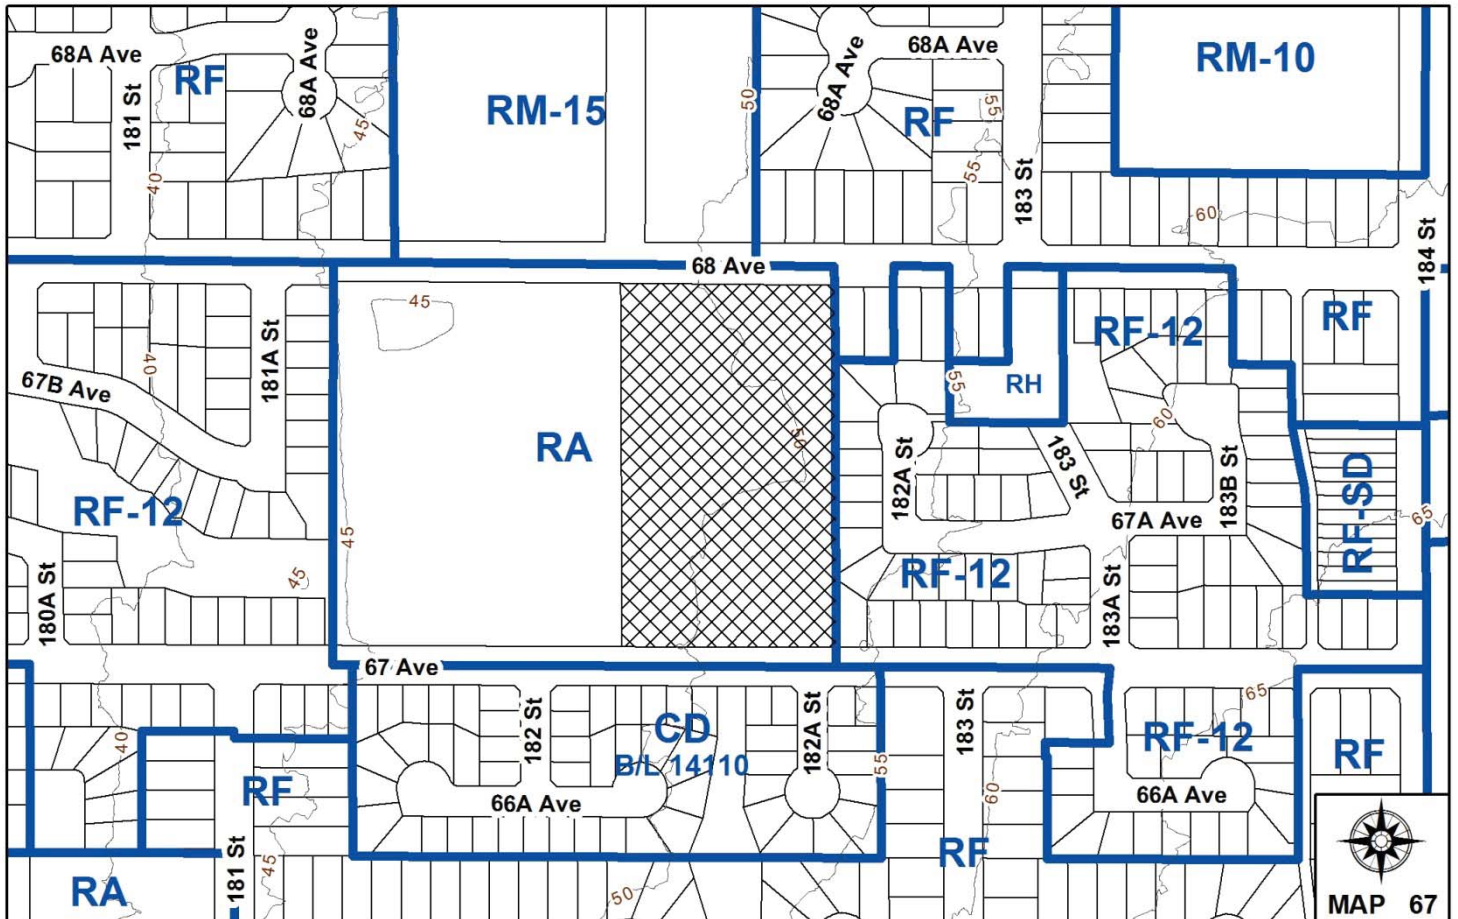 68A Ave
RF
181 St
68A Ave
45
40
RM-15
50
68A Ave
68A Ave
RF
55
55
183 St
RM-10
60
184 St
68 Ave
45
181A St
40
67B Ave
RF-12
45
180A St
45
RA
50
RF-12
RF
55
RH
60
182A St
183 St
183B St
67A Ave
RF-SD
65
RF-12
183A St
67 Ave
40
RF
181 St
45
RA
182 St
CD
B/L 14110
182A St
66A Ave
50
55
183 St
60
RF
65
RF-12
66A Ave
RF
MAP 67